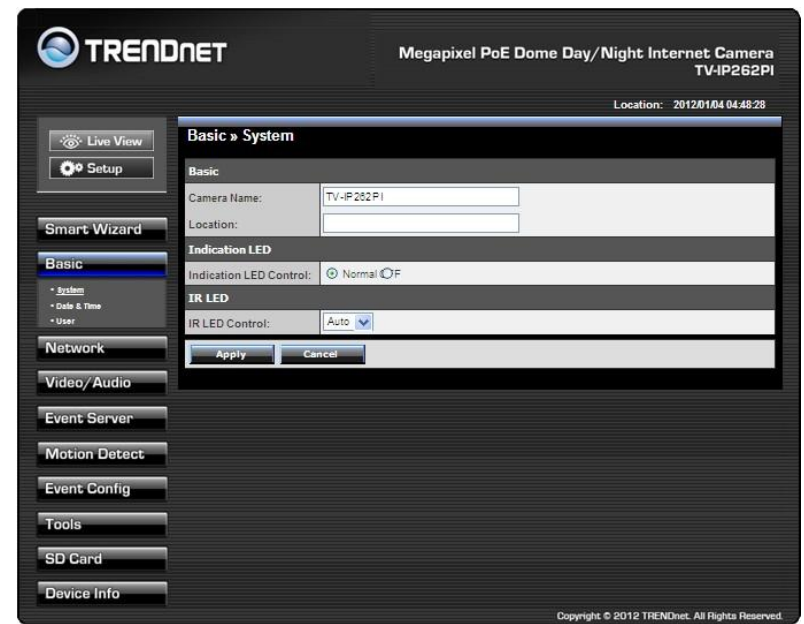 TRENDNET
Megapixel PoE Dome Day/Night Internet Camera
TV-IP262PI
Location: 2012/01/04 04:48:28
Live View
Setup
Smart Wizard
Basic
• System
• Date & Time
• User
Network
Video/Audio
Event Server
Motion Detect
Event Config
Tools
SD Card
Device Info
Basic » System
Basic
Camera Name: TV-IP262PI
Location:
Indication LED
Indication LED Control: Normal
IR LED
IR LED Control: Auto
Apply Cancel
Copyright © 2012 TRENDnet. All Rights Reserved.